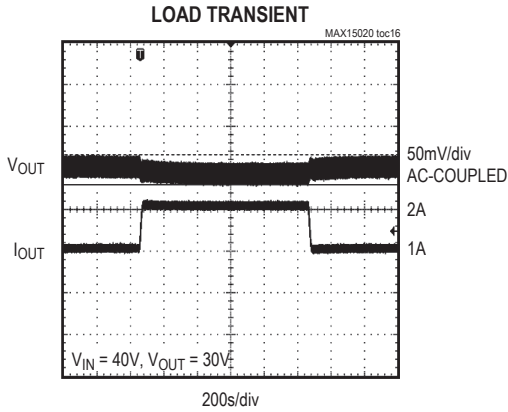 LOAD TRANSIENT
MAX15020 toc16
T
VOUT
50mV/div
AC-COUPLED
2A
IOUT
1A
VIN = 40V, VOUT = 30V
200s/div